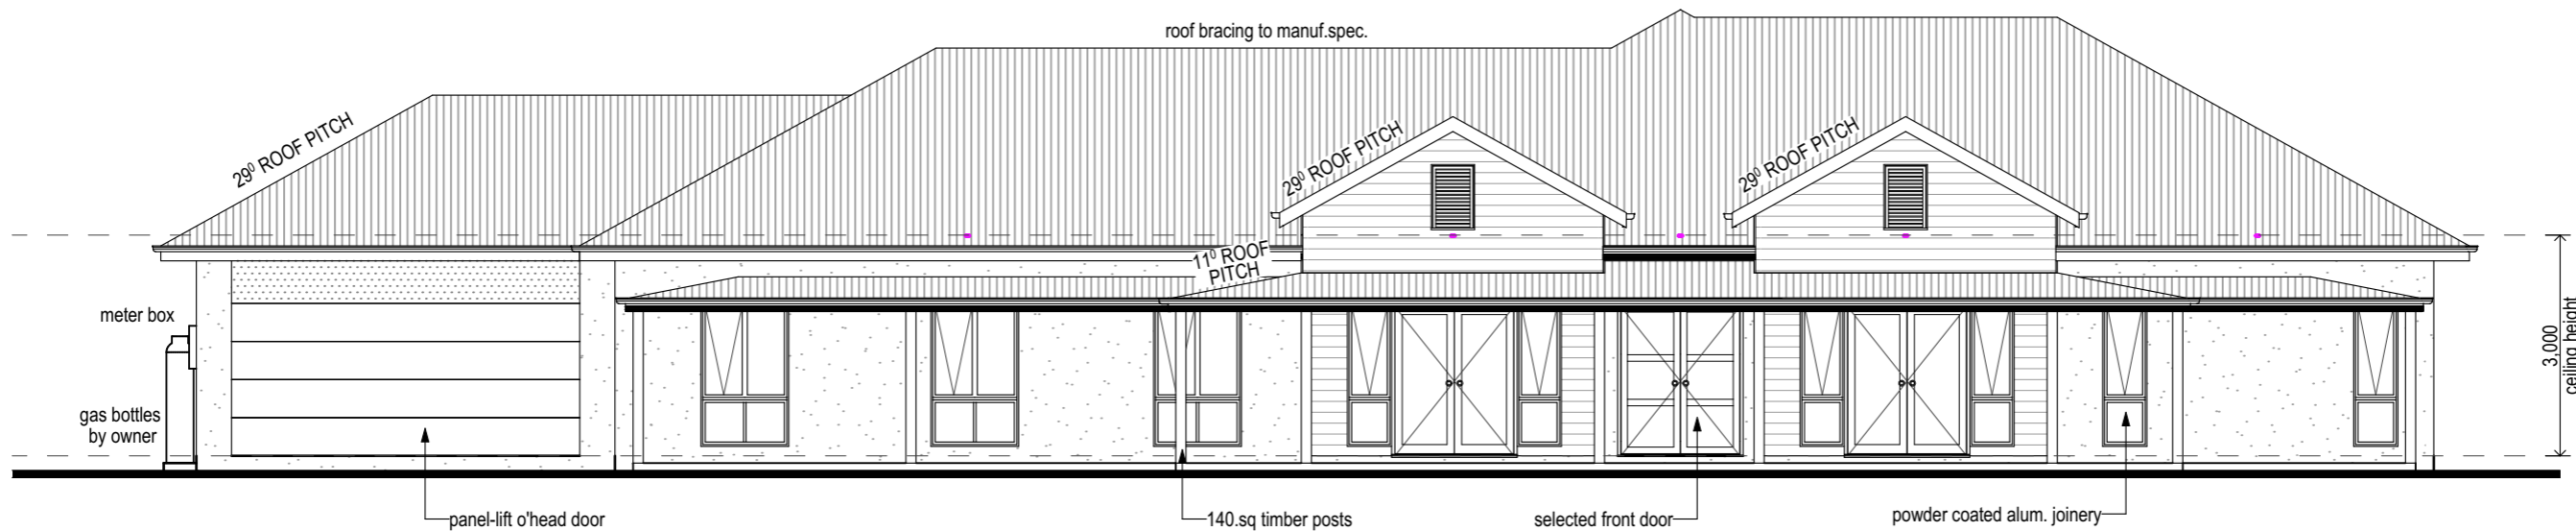 roof bracing to manuf.spec.
29⁰ ROOF PITCH
29⁰ ROOF PITCH
29⁰ ROOF PITCH
11⁰ ROOF
PITCH
meter box
gas bottles
by owner
3,000
ceiling height
panel-lift o'head door
140.sq timber posts
selected front door
powder coated alum. joinery